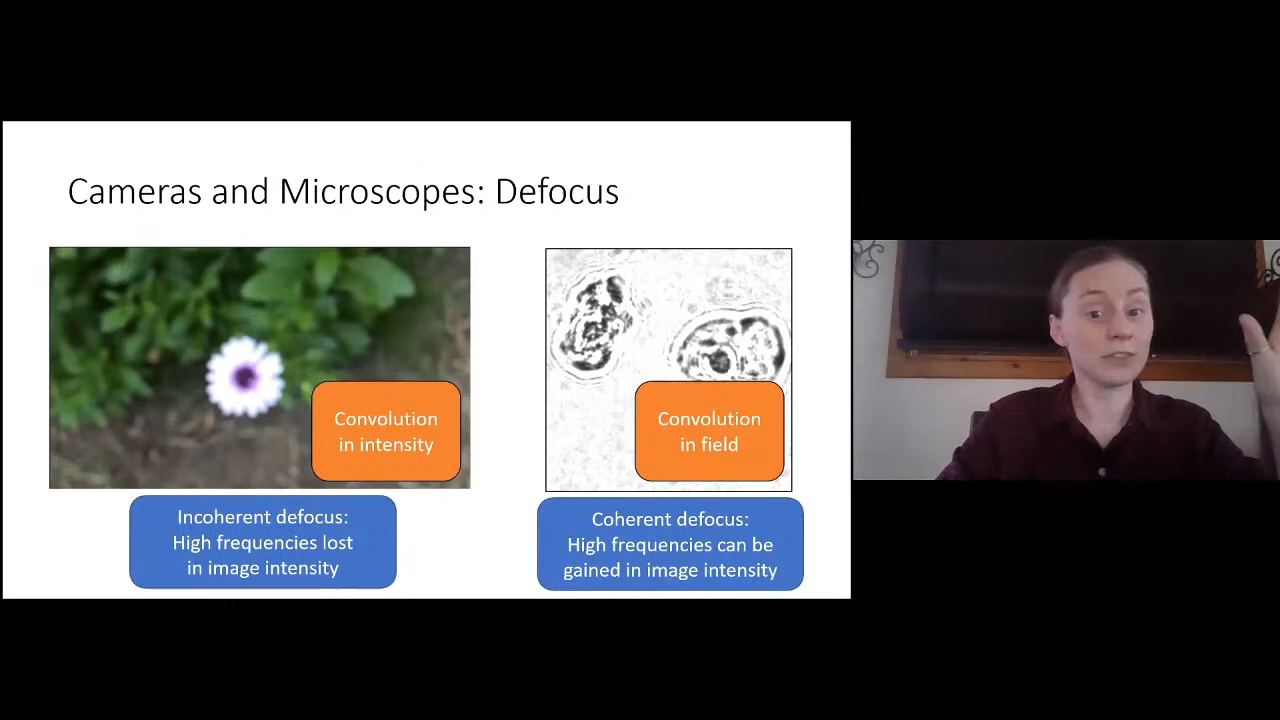 Cameras and Microscopes: Defocus
Convolution
in intensity
Convolution
in field
Incoherent defocus:
High frequencies lost
in image intensity
Coherent defocus:
High frequencies can be
gained in image intensity